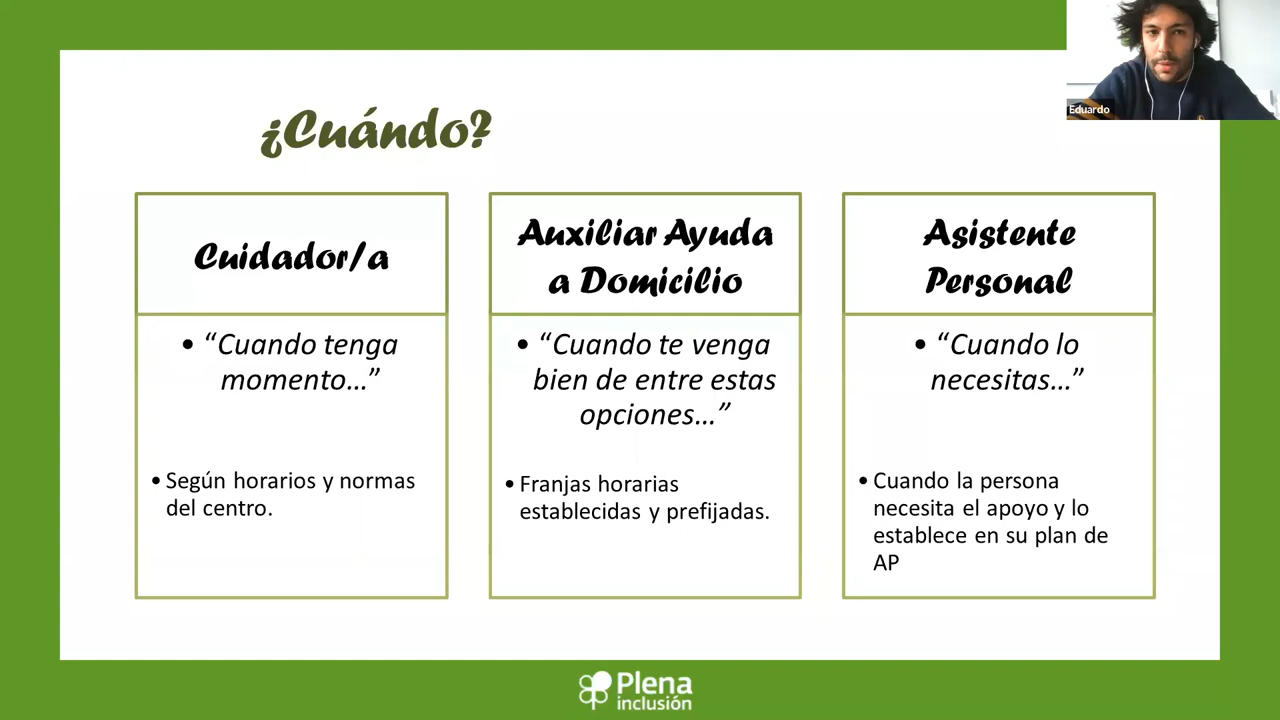 Eduardo
¿Cuándo?
Cuidador/a
• “Cuando tenga
momento...”
• Según horarios y normas
del centro.
Auxiliar Ayuda
a Domicilio
• “Cuando te venga
bien de entre estas
opciones...”
• Franjas horarias
establecidas y prefijadas.
Asistente
Personal
• “Cuando lo
necesitas...”
• Cuando la persona
necesita el apoyo y lo
establece en su plan de
AP
Plena
inclusión